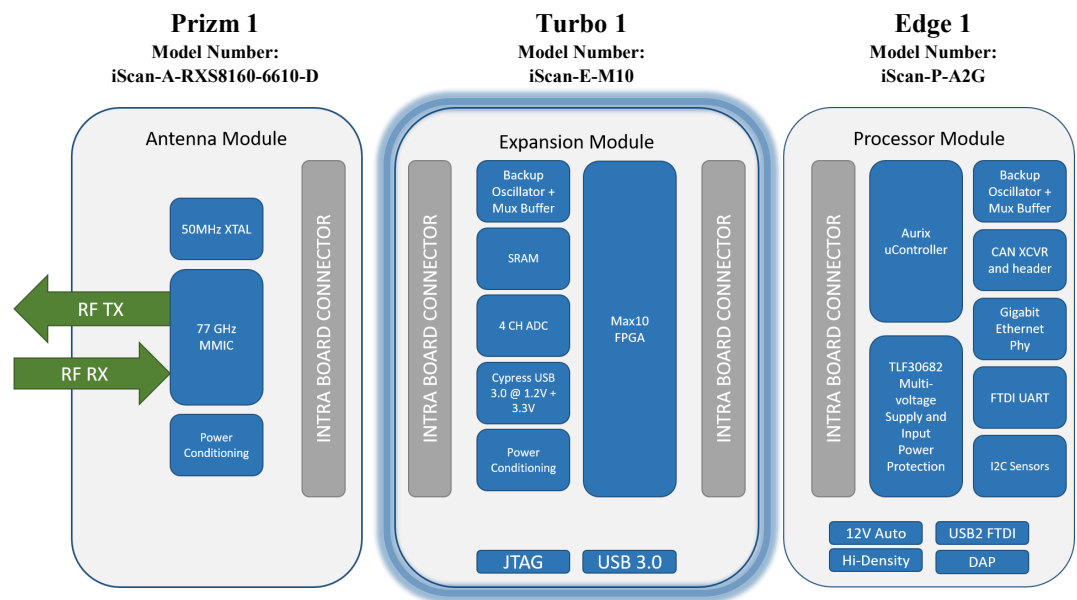 Prizm 1
Model Number:
iScan-A-RXS8160-6610-D
Turbo 1
Model Number:
iScan-E-M10
Edge 1
Model Number:
iScan-P-A2G
Antenna Module
50MHz XTAL
RF TX
77 GHz
MMIC
RF RX
Power
Conditioning
INTRA BOARD CONNECTOR
Expansion Module
INTRA BOARD CONNECTOR
Backup
Oscillator +
Mux Buffer
SRAM
4 CH ADC
Cypress USB
3.0 @ 1.2V +
3.3V
Power
Conditioning
Max10
FPGA
INTRA BOARD CONNECTOR
JTAG
USB 3.0
Processor Module
INTRA BOARD CONNECTOR
Aurix
uController
TLF30682
Multi-
voltage
Supply and
Input
Power
Protection
Backup
Oscillator +
Mux Buffer
CAN XCVR
and header
Gigabit
Ethernet
Phy
FTDI UART
I2C Sensors
12V Auto
USB2 FTDI
Hi-Density
DAP